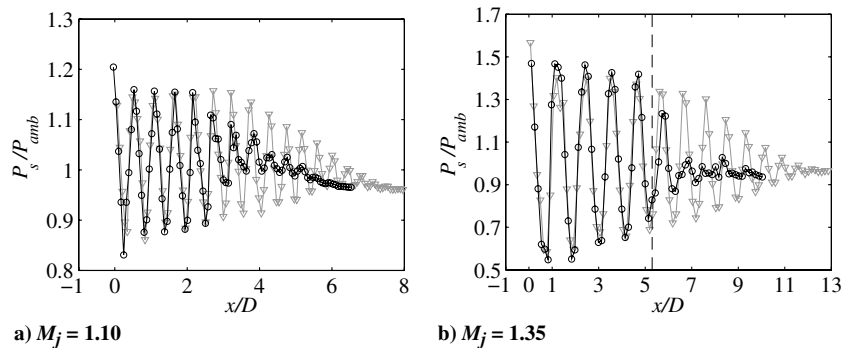 1.3
1.2
1.1
1.0
0.9
0.8
−1 0 2 4 6 8
P_s/P_amb
x/D
a) M_j = 1.10
1.7
1.5
1.3
1.1
0.9
0.7
0.5
−1 0 1 3 5 7 9 11 13
P_s/P_amb
x/D
b) M_j = 1.35